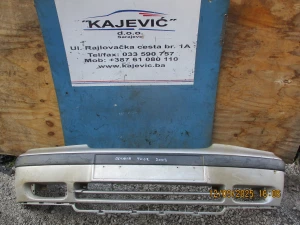 "KAJEVIĆ"
d.o.o.
Sarajevo
Ul. Rajlovačka cesta br. 1A
Tel/fax: 033 590 757
Mob: +387 61 080 110
www.kajevic.ba